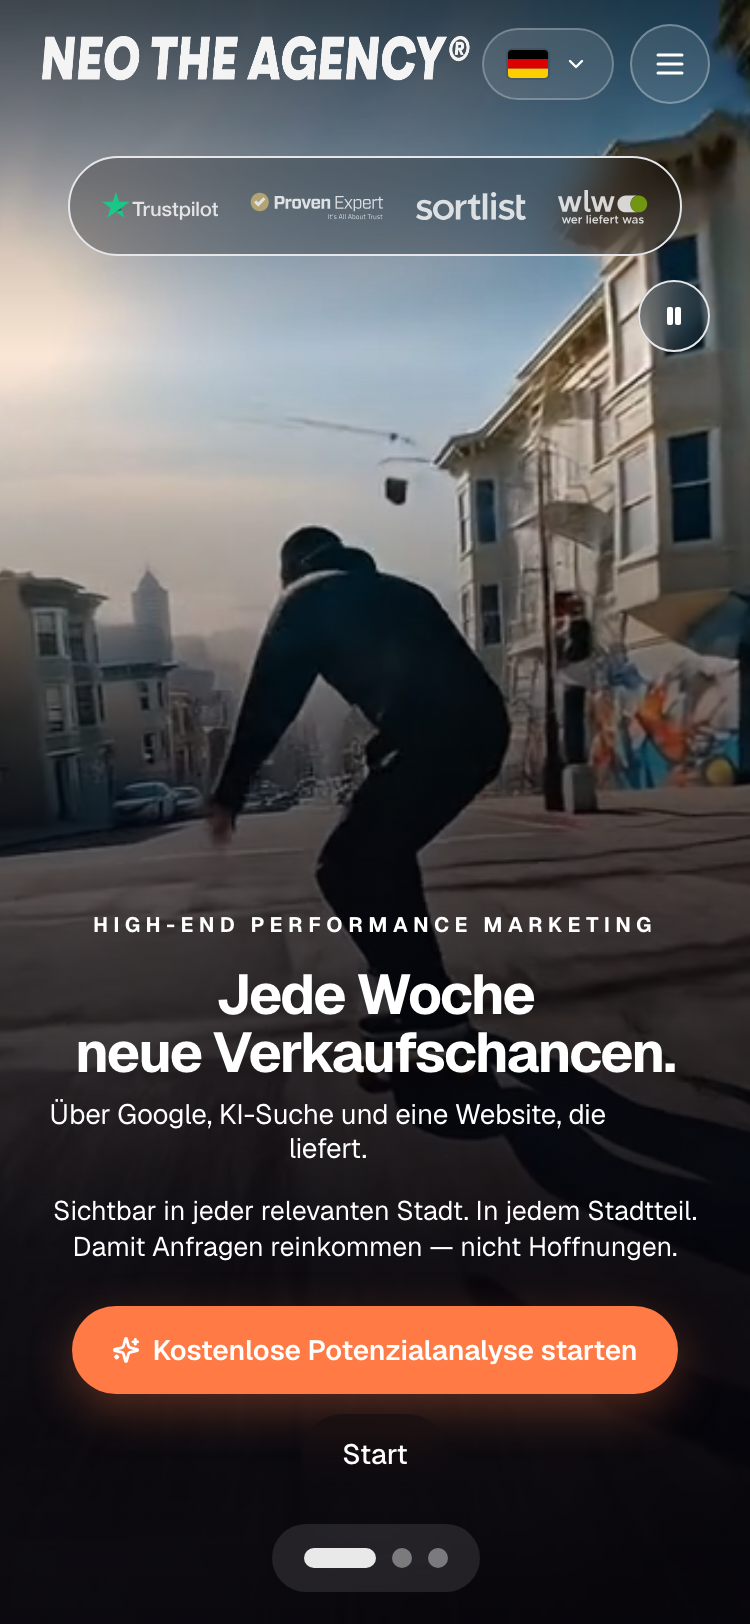 NEO THE AGENCY®
Trustpilot
Proven Expert
It's All About Trust
sortlist
wlw
wer liefert was
HIGH-END PERFORMANCE MARKETING
Jede Woche
neue Verkaufschancen.
Über Google, KI-Suche und eine Website, die
liefert.
Sichtbar in jeder relevanten Stadt. In jedem Stadtteil.
Damit Anfragen reinkommen — nicht Hoffnungen.
Kostenlose Potenzialanalyse starten
Start